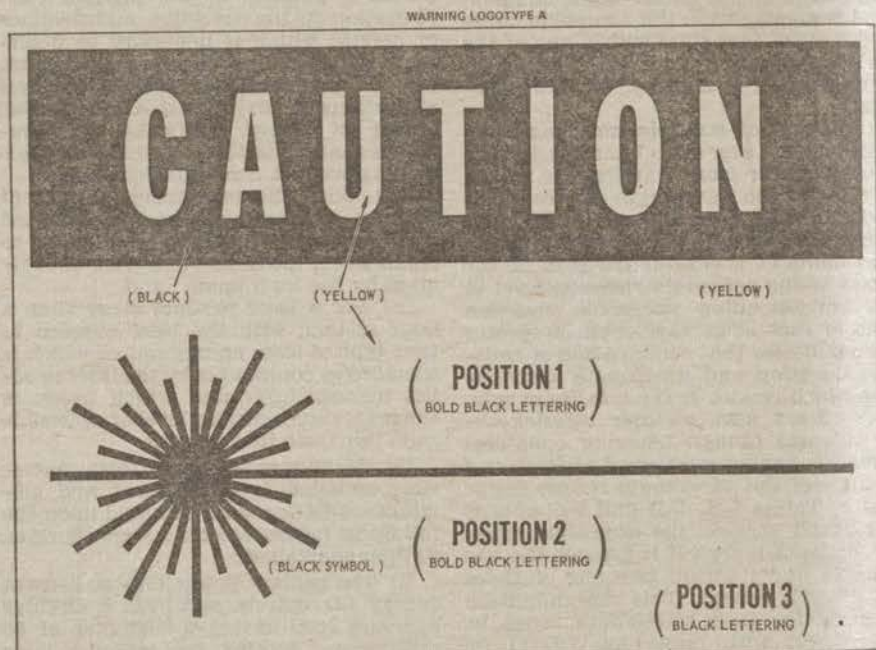 WARNING LOGOTYPE A
CAUTION
(BLACK) (YELLOW) (YELLOW)
(POSITION 1
BOLD BLACK LETTERING)
(BLACK SYMBOL)
(POSITION 2
BOLD BLACK LETTERING)
(POSITION 3
BLACK LETTERING)